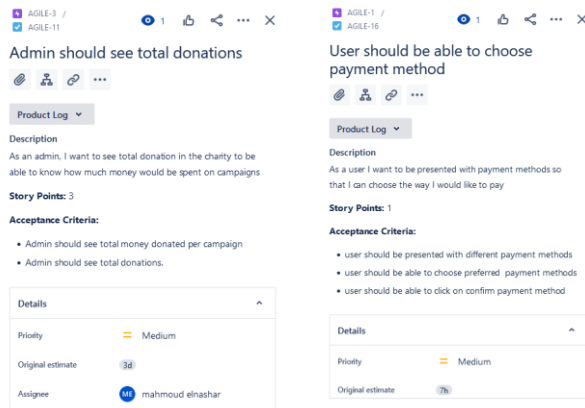 AGILE-3 /
AGILE-11
1
Admin should see total donations
Product Log
Description
As an admin, I want to see total donation in the charity to be
able to know how much money would be spent on campaigns
Story Points: 3
Acceptance Criteria:
• Admin should see total money donated per campaign
• Admin should see total donations.
Details
Priority
Medium
Original estimate
3d
Assignee
ME
mahmoud elnashar
AGILE-1 /
AGILE-16
1
User should be able to choose
payment method
Product Log
Description
As a user I want to be presented with payment methods so
that I can choose the way I would like to pay
Story Points: 1
Acceptance Criteria:
• user should be presented with different payment methods
• user should be able to choose preferred payment methods
• user should be able to click on confirm payment method
Details
Priority
Medium
Original estimate
7h